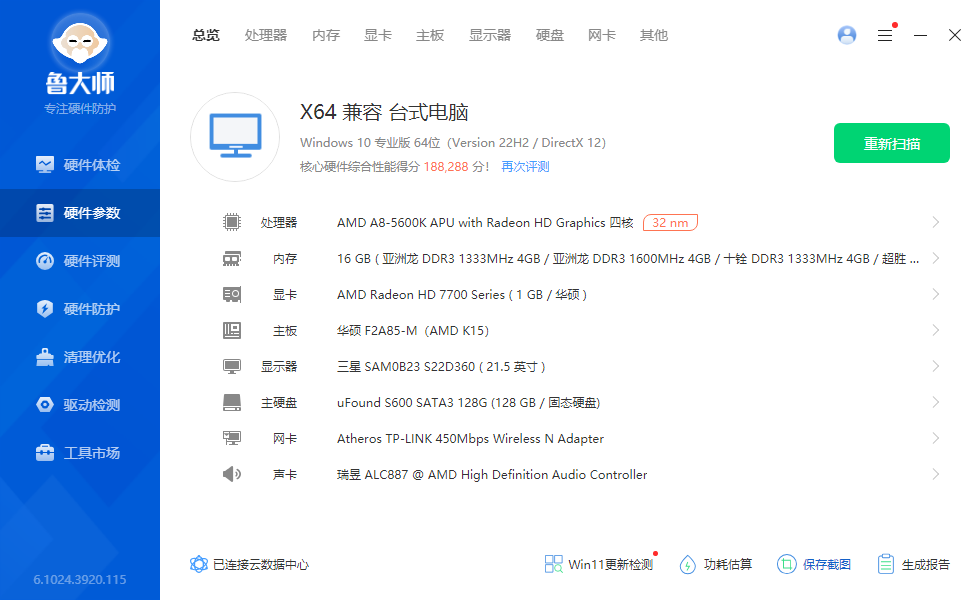 鲁大师
专注硬件防护
硬件体检
硬件参数
硬件评测
硬件防护
清理优化
驱动检测
工具市场
6.1024.3920.115
总览 处理器 内存 显卡 主板 显示器 硬盘 网卡 其他
X64 兼容 台式电脑
Windows 10 专业版 64位（Version 22H2 / DirectX 12）
核心硬件综合性能得分 188,288 分！ 再次评测
重新扫描
处理器 AMD A8-5600K APU with Radeon HD Graphics 四核 32 nm
内存 16 GB ( 亚洲龙 DDR3 1333MHz 4GB / 亚洲龙 DDR3 1600MHz 4GB / 十铨 DDR3 1333MHz 4GB / 超胜 ...
显卡 AMD Radeon HD 7700 Series ( 1 GB / 华硕 )
主板 华硕 F2A85-M（AMD K15）
显示器 三星 SAM0B23 S22D360 ( 21.5 英寸 )
主硬盘 uFound S600 SATA3 128G (128 GB / 固态硬盘)
网卡 Atheros TP-LINK 450Mbps Wireless N Adapter
声卡 瑞昱 ALC887 @ AMD High Definition Audio Controller
已连接云数据中心 Win11更新检测 功耗估算 保存截图 生成报告